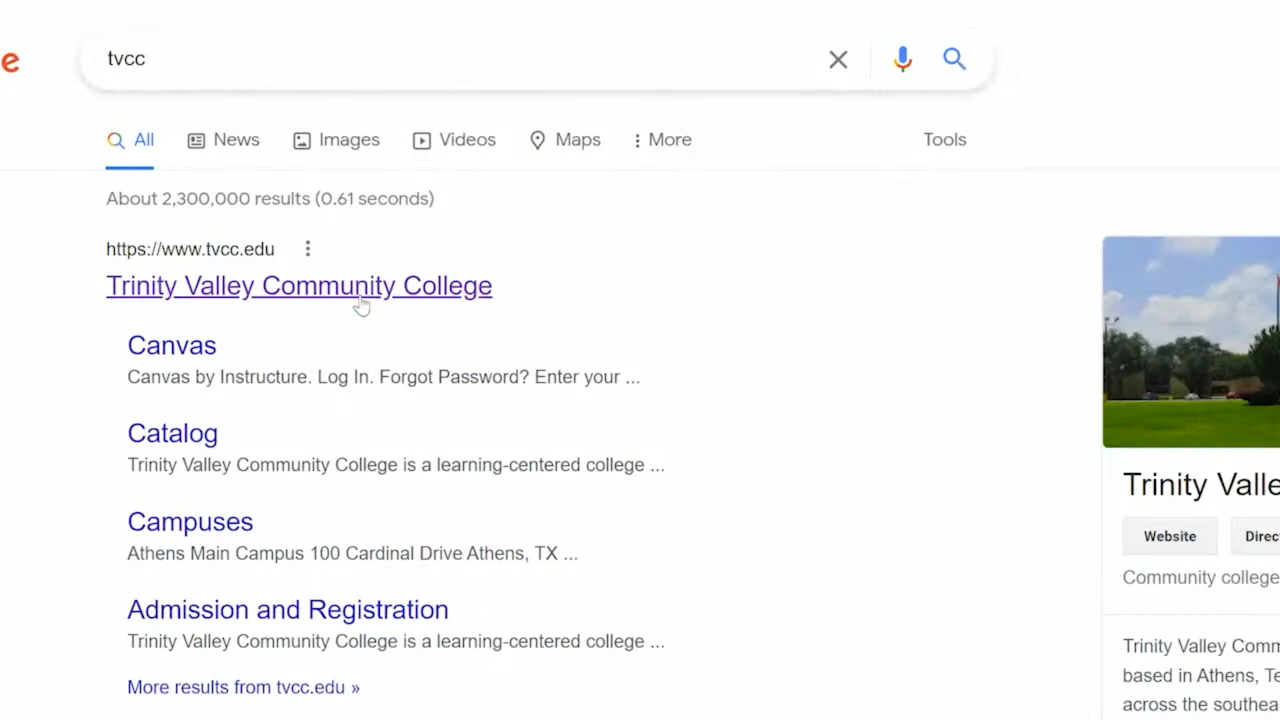 e
tvcc
All
News
Images
Videos
Maps
More
Tools
About 2,300,000 results (0.61 seconds)
https://www.tvcc.edu
Trinity Valley Community College
Canvas
Canvas by Instructure. Log In. Forgot Password? Enter your ...
Catalog
Trinity Valley Community College is a learning-centered college ...
Campuses
Athens Main Campus 100 Cardinal Drive Athens, TX ...
Admission and Registration
Trinity Valley Community College is a learning-centered college ...
More results from tvcc.edu »
Trinity Valle
Website
Direc
Community college
Trinity Valley Comm
based in Athens, Te
across the southea